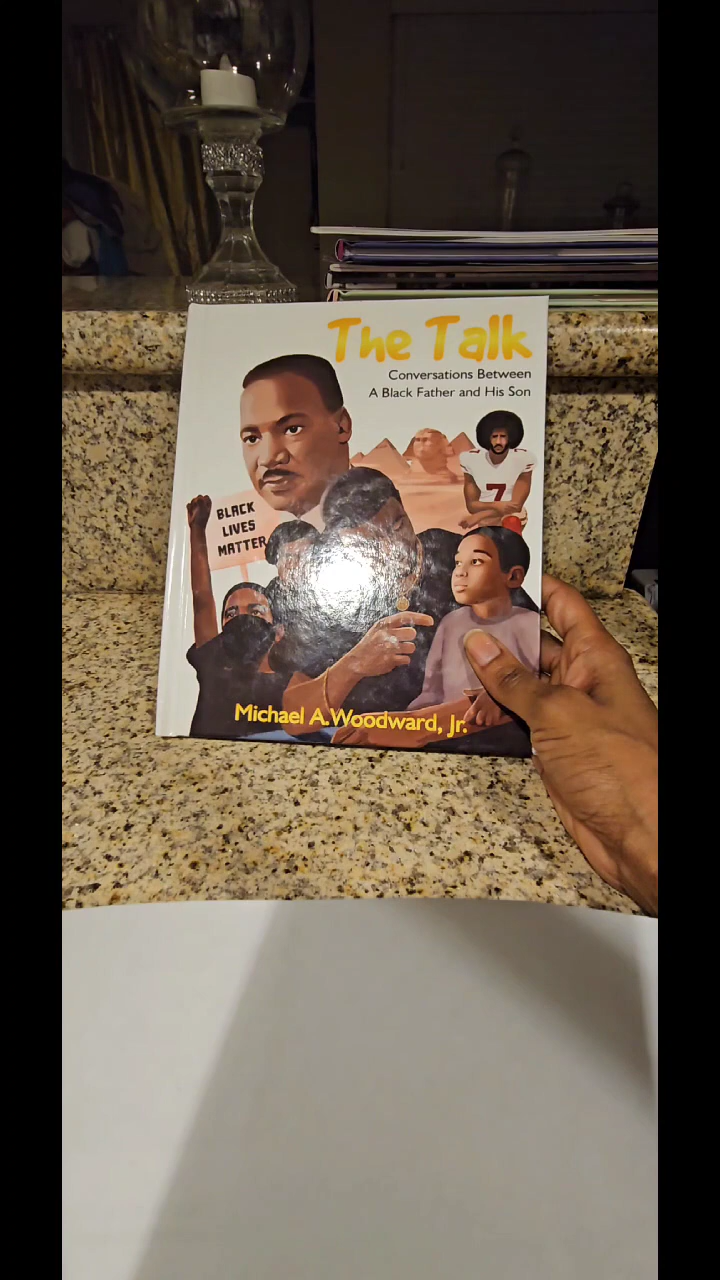 The Talk
Conversations Between
A Black Father and His Son
7
BLACK
LIVES
MATTER
Michael A.Woodward, Jr.